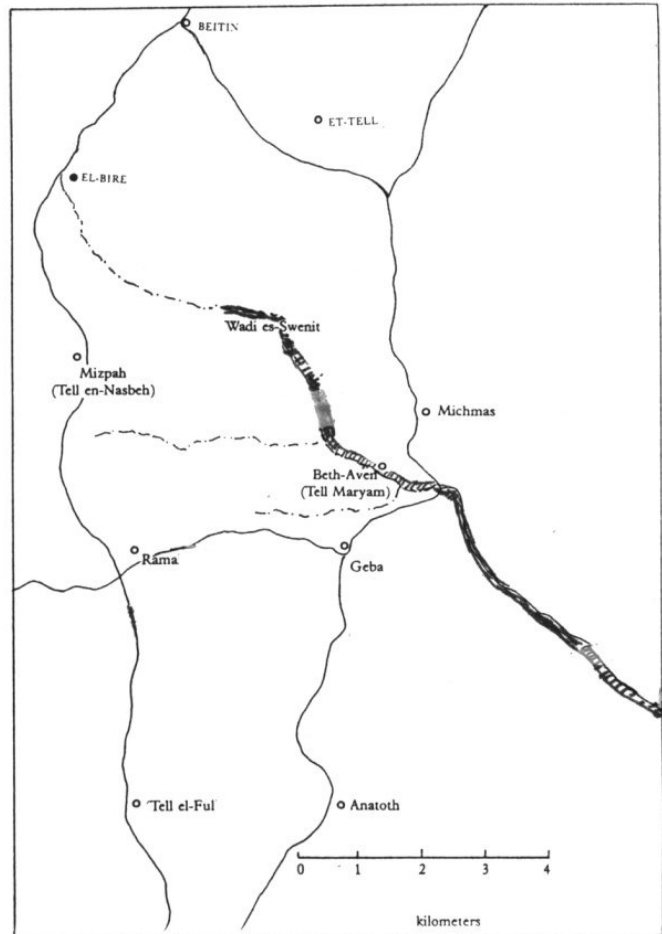 BEITIN
ET-TELL
EL-BIRE
Wadi es-Swenit
Mizpah
(Tell en-Nasbeh)
Michmas
Beth-Aven
(Tell Maryam)
Rama
Geba
'Tell el-Ful
Anatoth
0 1 2 3 4
kilometers